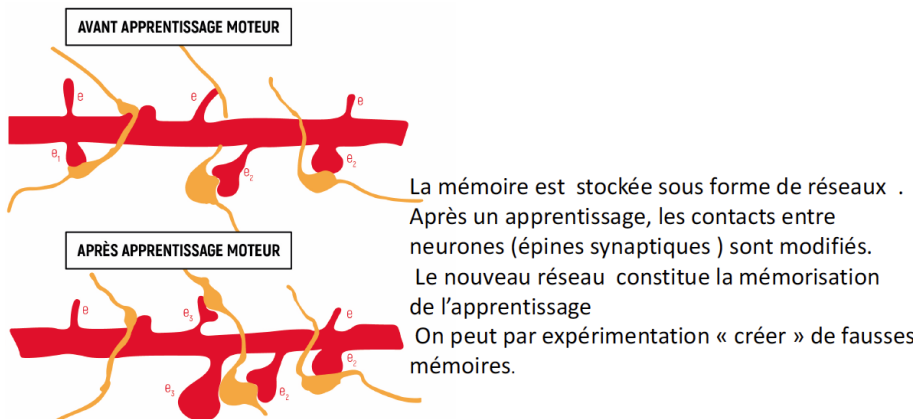 AVANT APPRENTISSAGE MOTEUR
e
e
e
e₁
e₂
e₂
La mémoire est stockée sous forme de réseaux .
Après un apprentissage, les contacts entre
neurones (épines synaptiques ) sont modifiés.
Le nouveau réseau constitue la mémorisation
de l'apprentissage
On peut par expérimentation « créer » de fausses
mémoires.
APRÈS APPRENTISSAGE MOTEUR
e
e₃
e
e₂
e₃
e₂